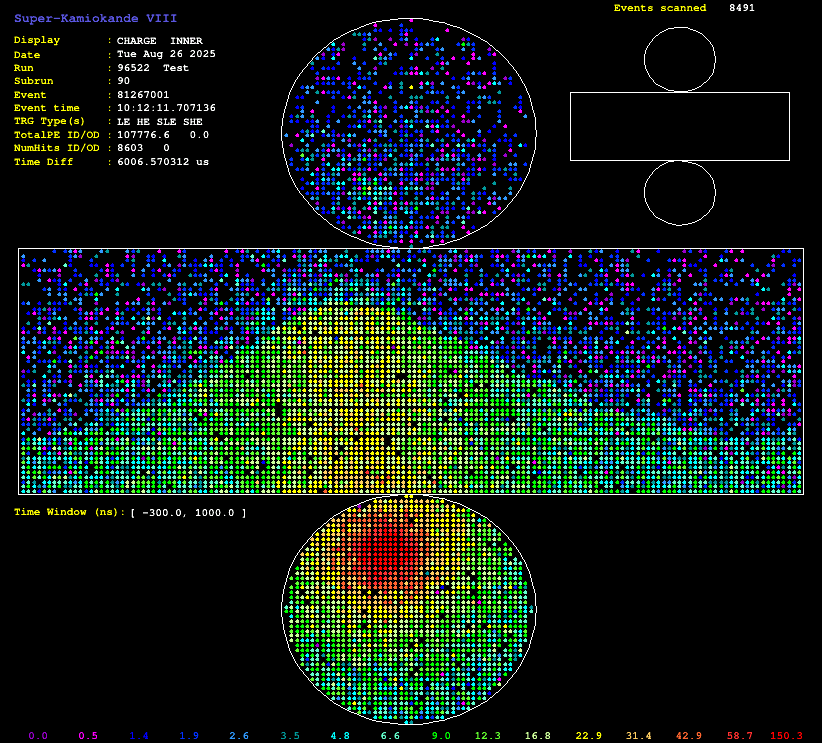 Super-Kamiokande VIII
Events scanned 8491
Display : CHARGE INNER
Date : Tue Aug 26 2025
Run : 96522 Test
Subrun : 90
Event : 81267001
Event time : 10:12:11.707136
TRG Type(s) : LE HE SLE SHE
TotalPE ID/OD : 107776.6 0.0
NumHits ID/OD : 8603 0
Time Diff : 6006.570312 us
Time Window (ns): [ -300.0, 1000.0 ]
0.0 0.5 1.4 1.9 2.6 3.5 4.8 6.6 9.0 12.3 16.8 22.9 31.4 42.9 58.7 150.3